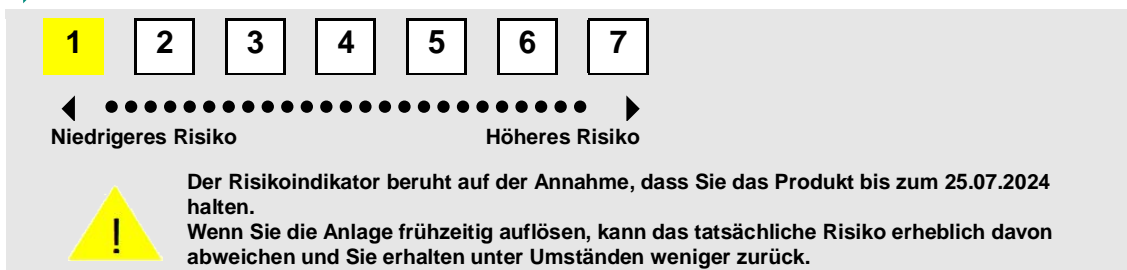 1 2 3 4 5 6 7
Niedrigeres Risiko Höheres Risiko
Der Risikoindikator beruht auf der Annahme, dass Sie das Produkt bis zum 25.07.2024
halten.
! Wenn Sie die Anlage frühzeitig auflösen, kann das tatsächliche Risiko erheblich davon
abweichen und Sie erhalten unter Umständen weniger zurück.